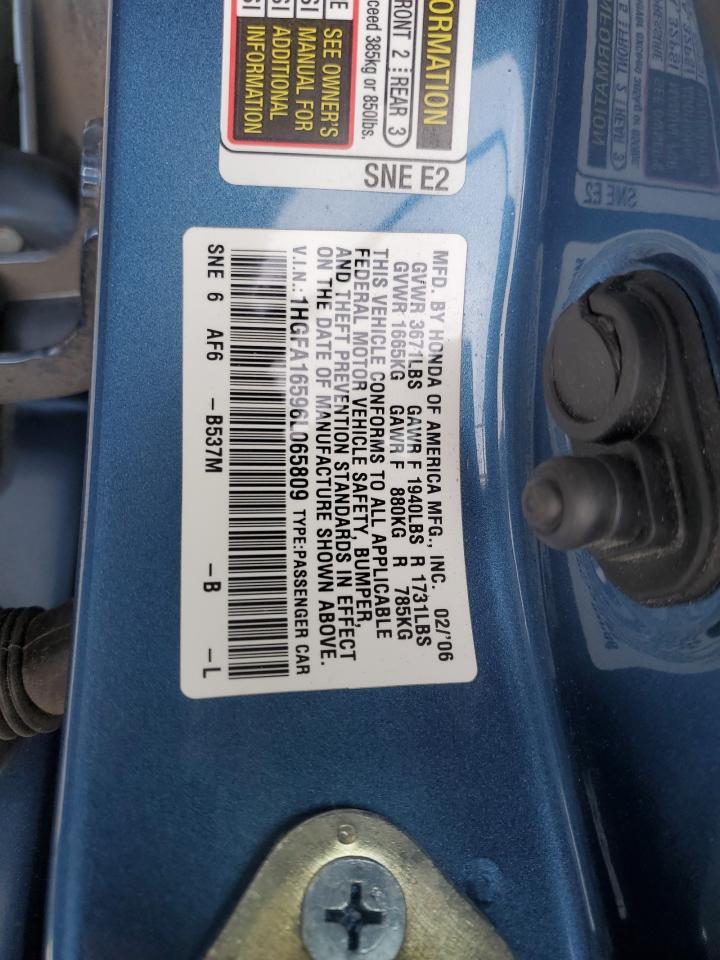 ORMATION
FRONT 2 REAR 3
ceed 385kg or 850lbs.
SEE OWNER'S
MANUAL FOR
ADDITIONAL
INFORMATION
SNE E2
MFD. BY HONDA OF AMERICA MFG., INC. 02/'06
GVWR 3671LBS GAWR F 1940LBS R 1731LBS
GVWR 1665KG GAWR F 880KG R 785KG
THIS VEHICLE CONFORMS TO ALL APPLICABLE
FEDERAL MOTOR VEHICLE SAFETY, BUMPER,
AND THEFT PREVENTION STANDARDS IN EFFECT
ON THE DATE OF MANUFACTURE SHOWN ABOVE.
V.I.N.:1HGFA16596L065809 TYPE:PASSENGER CAR
SNE 6 AF6 -B537M -B -L